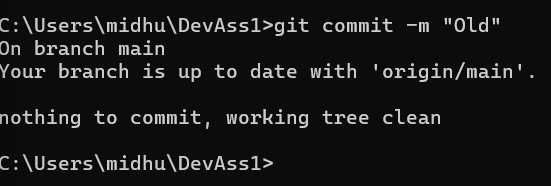 C:\Users\midhu\DevAss1>git commit -m "Old"
On branch main
Your branch is up to date with 'origin/main'.
nothing to commit, working tree clean
C:\Users\midhu\DevAss1>